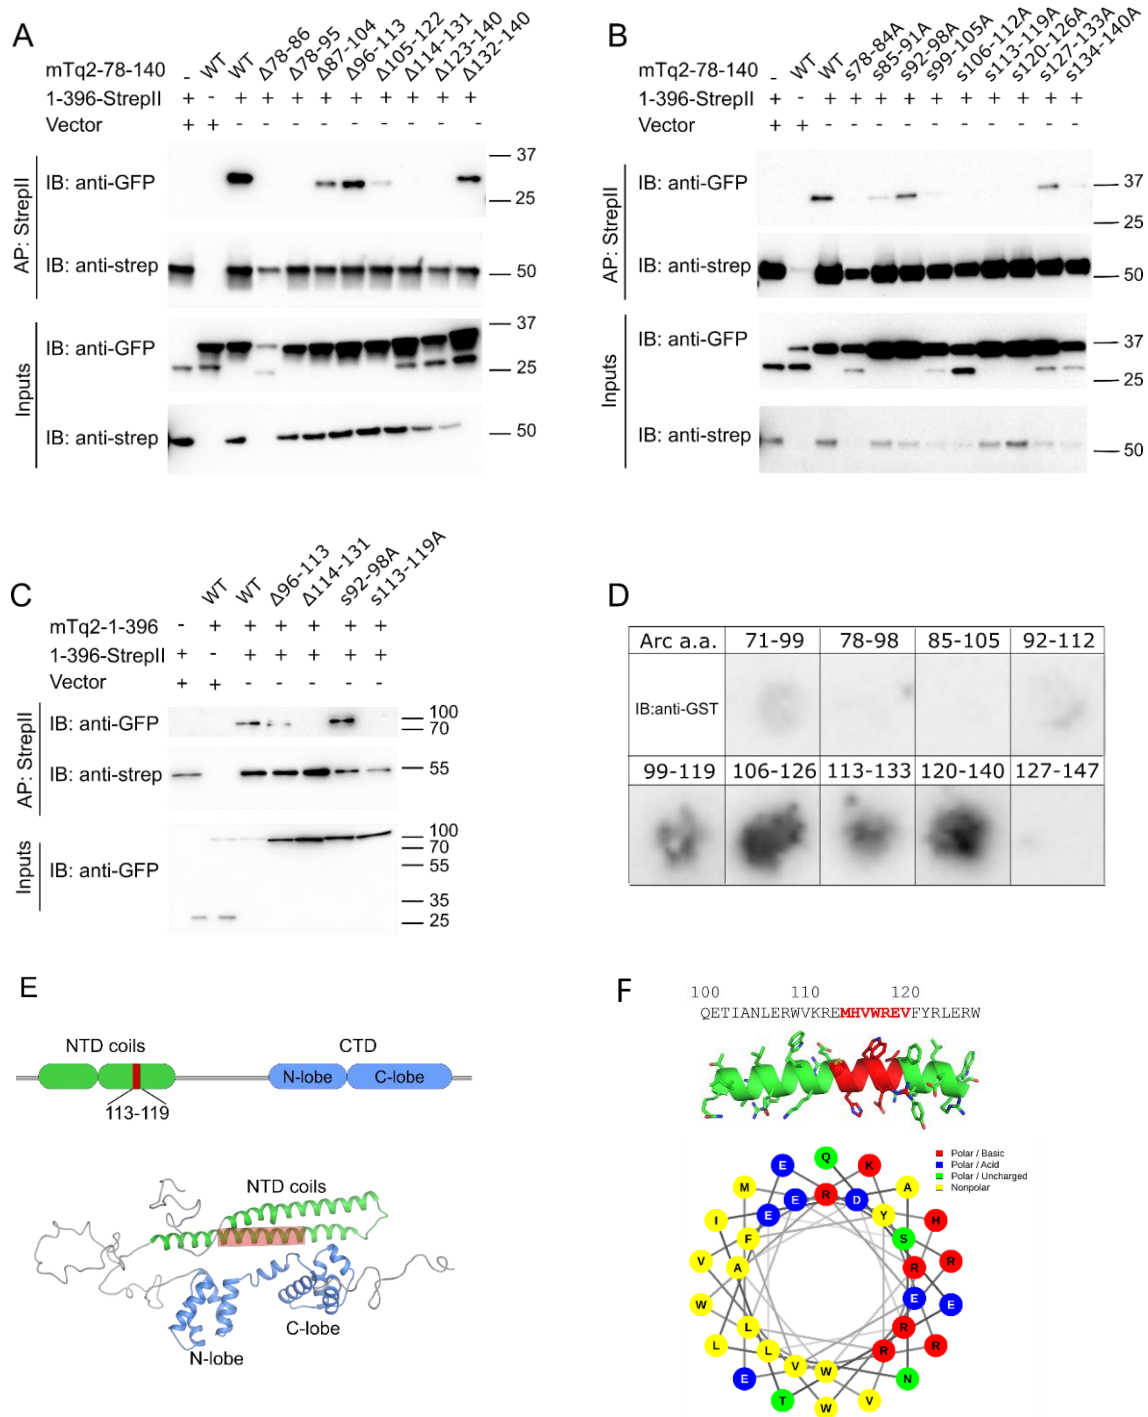 A
mTq2-78-140 - WT WT Δ78-86 Δ78-95 Δ87-104 Δ96-113 Δ105-122 Δ114-131 Δ123-140 Δ132-140
1-396-StrepII + - + + + + + + + + +
Vector + + - - - - - - - - -
AP: StrepII
IB: anti-GFP
37
25
IB: anti-strep
50
Inputs
IB: anti-GFP
37
25
IB: anti-strep
50
B
mTq2-78-140 - WT WT s78-84A s85-91A s92-98A s99-105A s106-112A s113-119A s120-126A s127-133A s134-140A
1-396-StrepII + - + + + + + + + + + +
Vector + + - - - - - - - - - -
AP: StrepII
IB: anti-GFP
37
25
IB: anti-strep
50
Inputs
IB: anti-GFP
37
25
IB: anti-strep
50
C
WT WT Δ96-113 Δ114-131 s92-98A s113-119A
mTq2-1-396 - + + + + + +
1-396-StrepII + - + + + + +
Vector + + - - - - -
AP: StrepII
IB: anti-GFP
100
70
IB: anti-strep
55
Inputs
IB: anti-GFP
100
70
55
35
25
D
Arc a.a. 71-99 78-98 85-105 92-112
IB:anti-GST
99-119 106-126 113-133 120-140 127-147
E
NTD coils CTD
N-lobe C-lobe
113-119
NTD coils
C-lobe
N-lobe
F
100 110 120
QETIANLERWVKREMHVWREVFYRLERW
Polar / Basic
Polar / Acid
Polar / Uncharged
Nonpolar
E Q K
M E R D A
I E Y H
F S
V A R R
W E E
L R
L L R R
V W
E N
T V
W